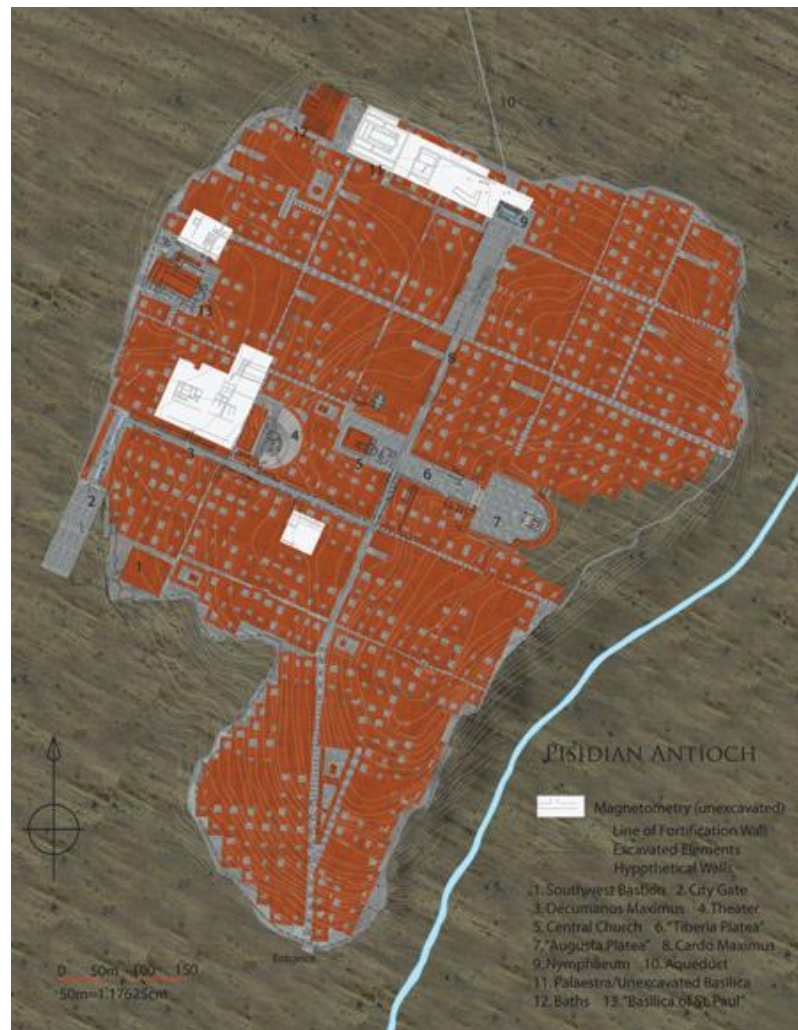 10
12
11
9
13
8
4
3
5
6
2
7
1
PISIDIAN ANTIOCH
Magnetometry (unexcavated)
Line of Fortification Wall
Excavated Elements
Hypothetical Walls
1. Southwest Bastion 2. City Gate
3. Decumanos Maximus 4. Theater
5. Central Church 6. "Tiberia Platea"
7. "Augusta Platea" 8. Cardo Maximus
9. Nymphaeum 10. Aqueduct
11. Palaestra/Unexcavated Basilica
12. Baths 13. "Basilica of St. Paul"
Entrance
0 50m 100 150
50m=1.17625cm